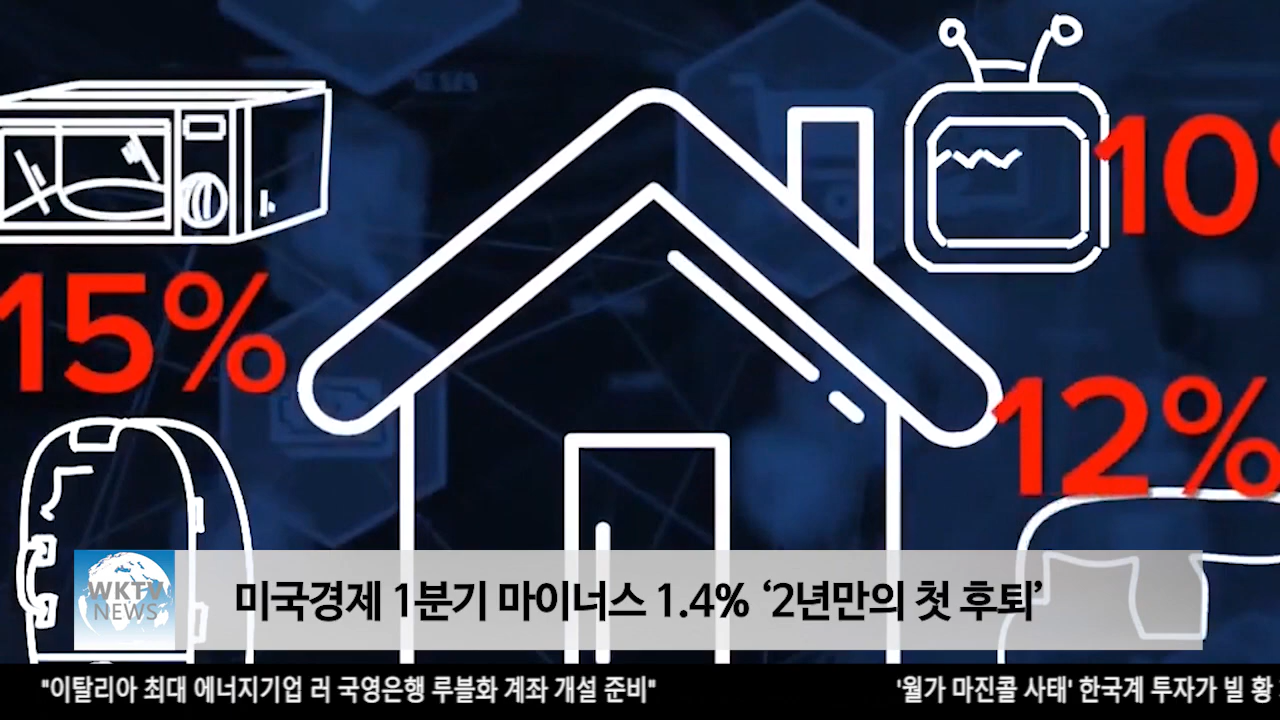 10%
15%
12%
WKTV
NEWS
미국경제 1분기 마이너스 1.4% ‘2년만의 첫 후퇴’
"이탈리아 최대 에너지기업 러 국영은행 루블화 계좌 개설 준비"
'월가 마진콜 사태' 한국계 투자가 빌 황